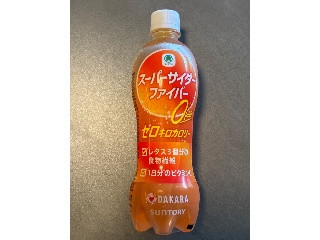 スーパーサイダー
ファイバー
ゼロキロカロリー
レタス3個分の
食物繊維
1日分のビタミン
DAKARA
SUNTORY